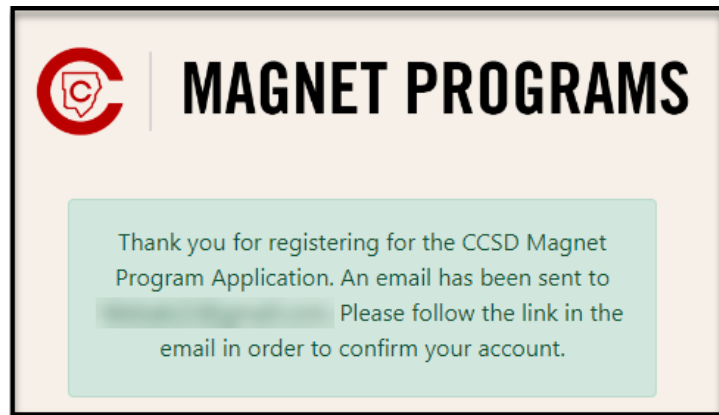 C
MAGNET PROGRAMS
Thank you for registering for the CCSD Magnet
Program Application. An email has been sent to
Please follow the link in the
email in order to confirm your account.